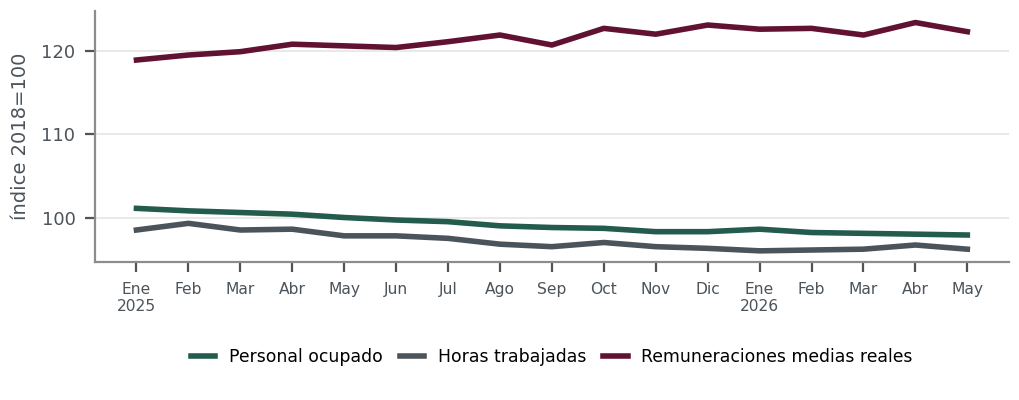 índice 2018=100
120
110
100
Ene Feb Mar Abr May Jun Jul Ago Sep Oct Nov Dic Ene Feb Mar Abr May
2025 2026
Personal ocupado Horas trabajadas Remuneraciones medias reales